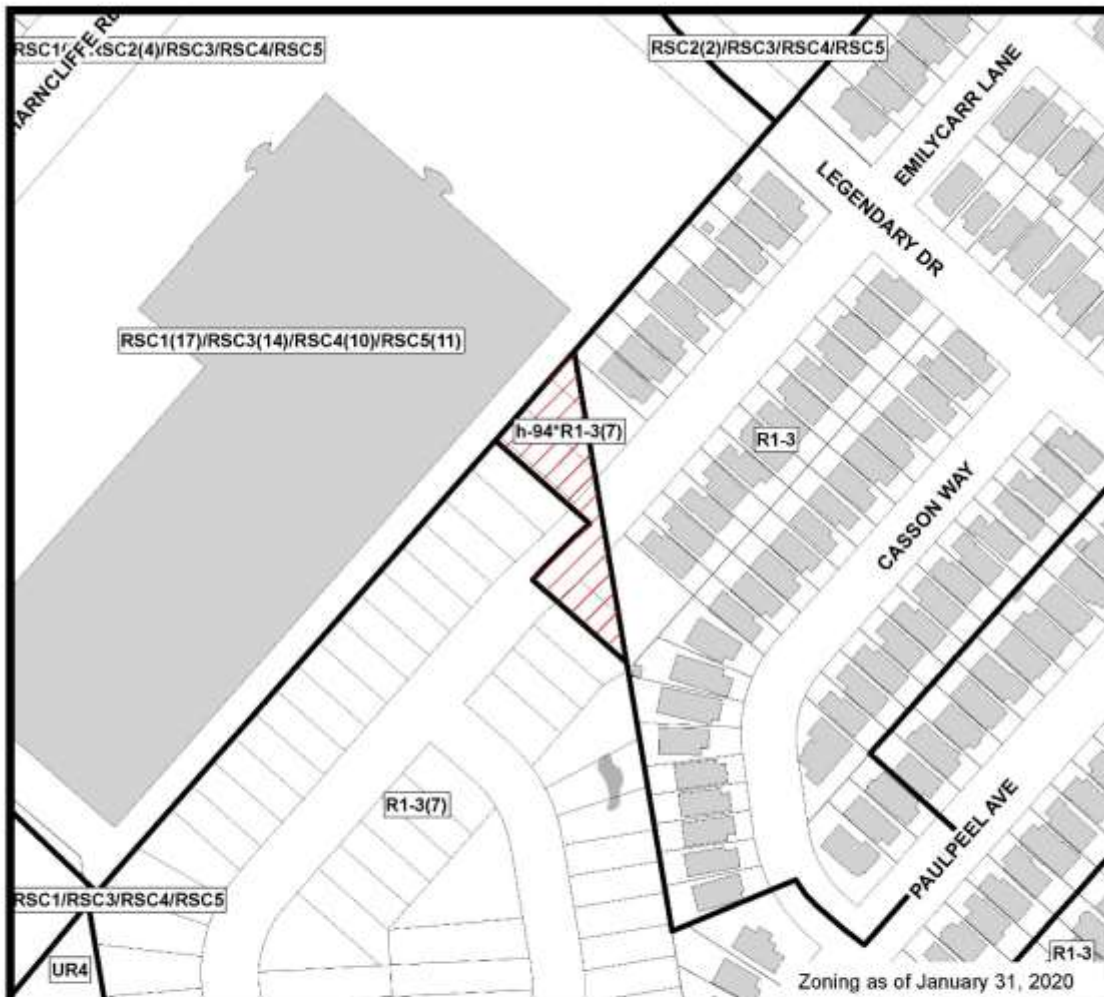 RSC2(4)/RSC3/RSC4/RSC5
RSC2(2)/RSC3/RSC4/RSC5
HARNCLIFFE RD
EMILYCARR LANE
LEGENDARY DR
RSC1(17)/RSC3(14)/RSC4(10)/RSC5(11)
h-94*R1-3(7)
R1-3
CASSON WAY
R1-3(7)
PAULPEEL AVE
RSC1/RSC3/RSC4/RSC5
UR4
R1-3
Zoning as of January 31, 2020